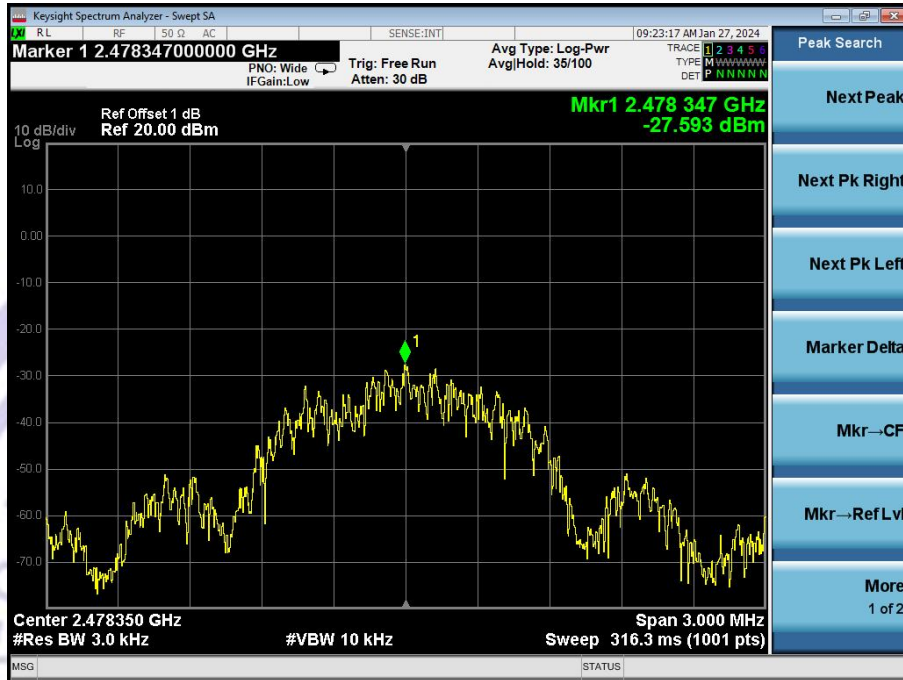 Keysight Spectrum Analyzer - Swept SA
LXI RL RF 50 Ω AC SENSE:INT 09:23:17 AM Jan 27, 2024
Marker 1 2.478347000000 GHz
PNO: Wide
IFGain:Low
Trig: Free Run
Atten: 30 dB
Avg Type: Log-Pwr
Avg|Hold: 35/100
TRACE 1 2 3 4 5 6
TYPE M WWWWW
DET P N N N N N
Peak Search
Ref Offset 1 dB
10 dB/div Ref 20.00 dBm
Log
Mkr1 2.478 347 GHz
-27.593 dBm
10.0
0.00
-10.0
-20.0
-30.0
-40.0
-50.0
-60.0
-70.0
1
Center 2.478350 GHz Span 3.000 MHz
#Res BW 3.0 kHz #VBW 10 kHz Sweep 316.3 ms (1001 pts)
MSG STATUS
Next Peak
Next Pk Right
Next Pk Left
Marker Delta
Mkr→CF
Mkr→Ref Lvl
More
1 of 2